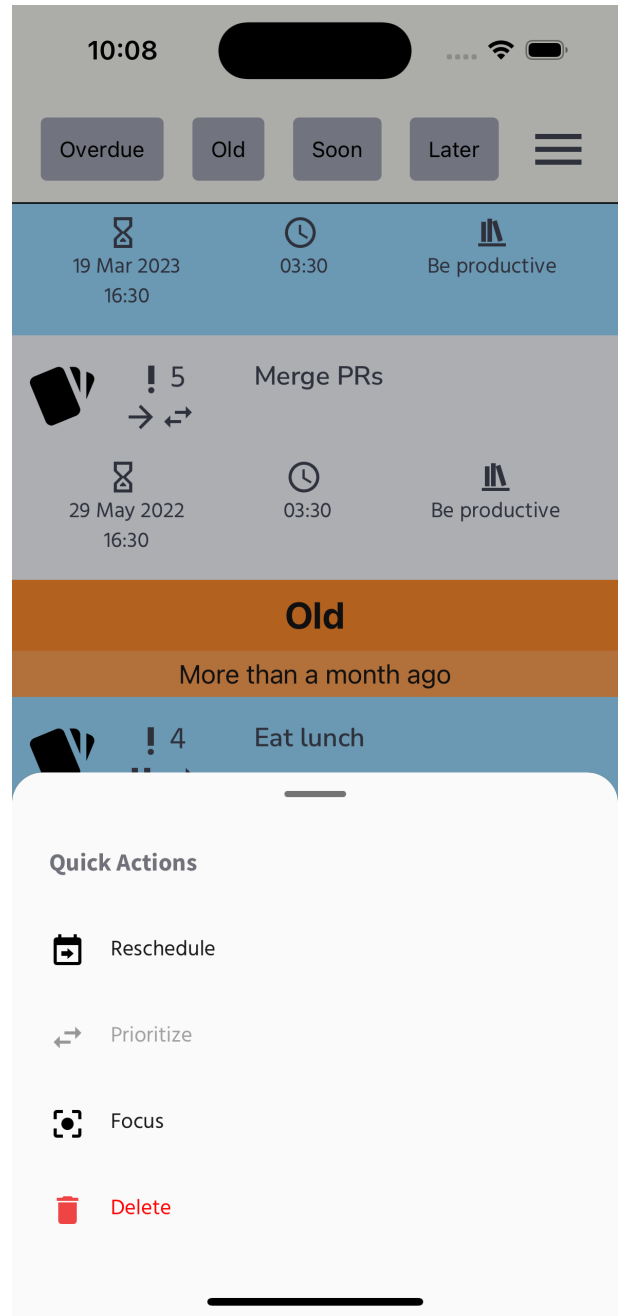 10:08
Overdue Old Soon Later
19 Mar 2023 03:30 Be productive
16:30
5 Merge PRs
29 May 2022 03:30 Be productive
16:30
Old
More than a month ago
4 Eat lunch
Quick Actions
Reschedule
Prioritize
Focus
Delete